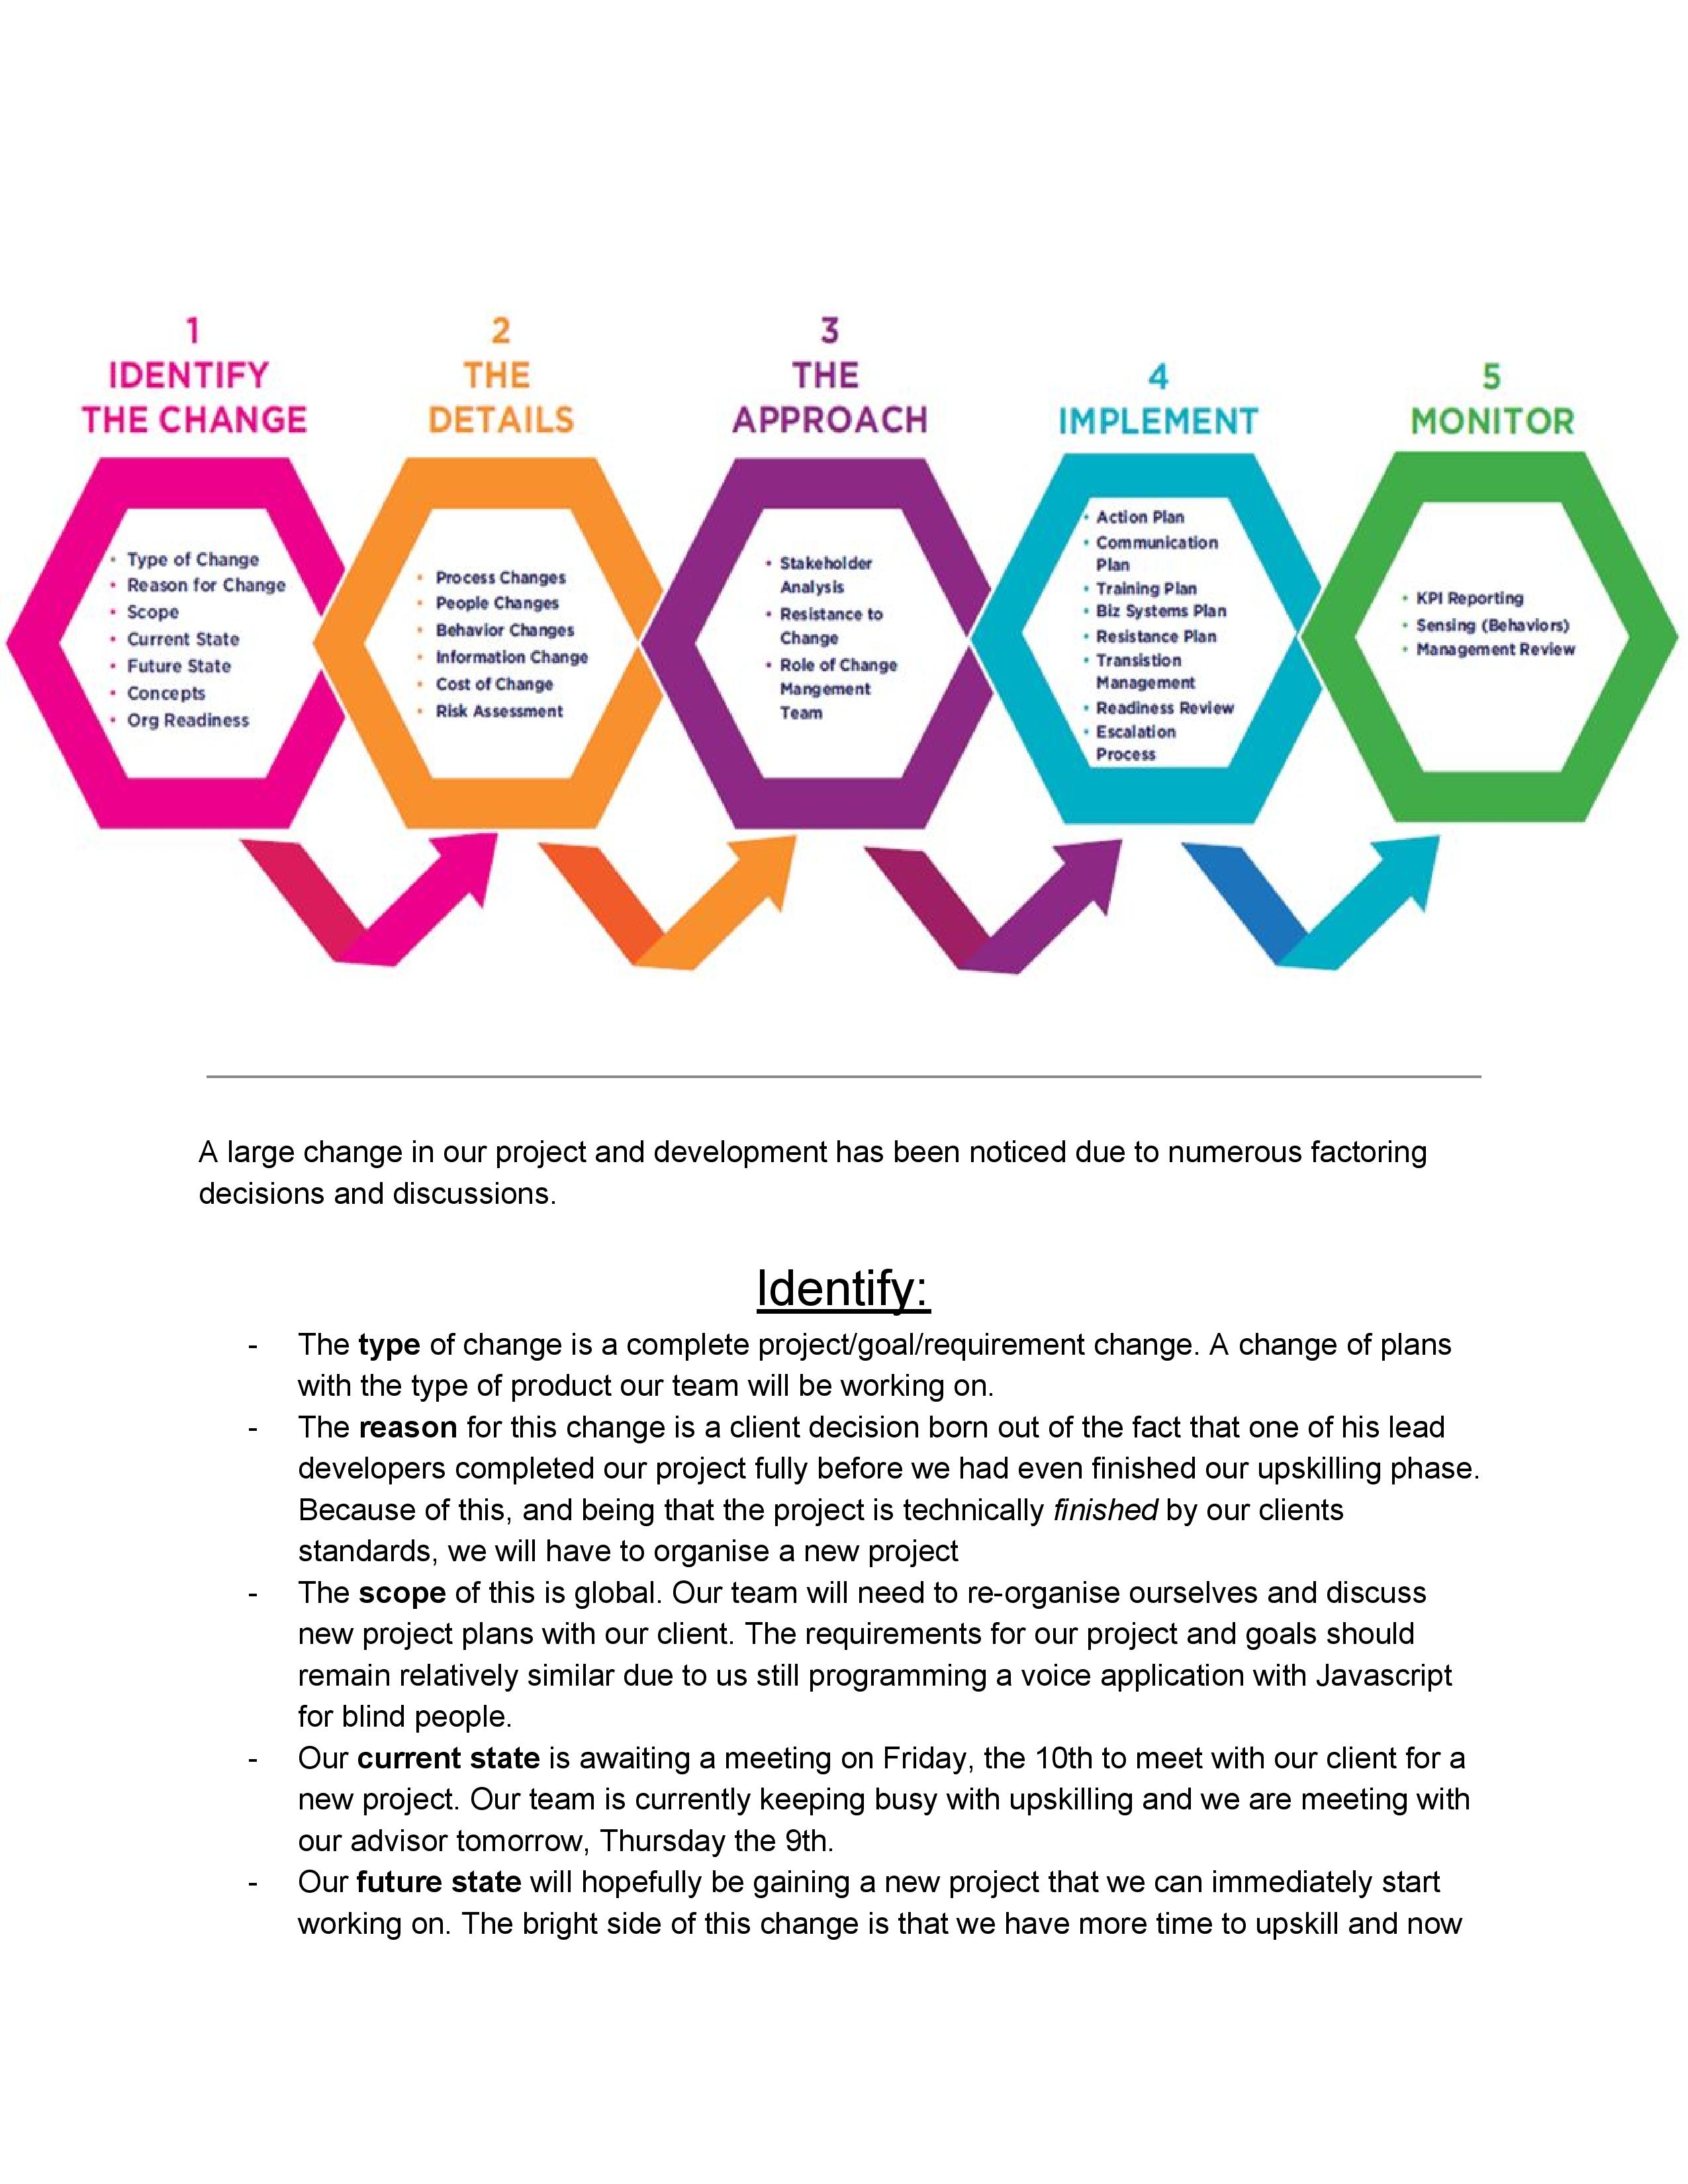 1
IDENTIFY
THE CHANGE
• Type of Change
• Reason for Change
• Scope
• Current State
• Future State
• Concepts
• Org Readiness
2
THE
DETAILS
• Process Changes
• People Changes
• Behavior Changes
• Information Change
• Cost of Change
• Risk Assessment
3
THE
APPROACH
• Stakeholder
Analysis
• Resistance to
Change
• Role of Change
Mangement
Team
4
IMPLEMENT
• Action Plan
• Communication
Plan
• Training Plan
• Biz Systems Plan
• Resistance Plan
• Transistion
Management
• Readiness Review
• Escalation
Process
5
MONITOR
• KPI Reporting
• Sensing (Behaviors)
• Management Review
A large change in our project and development has been noticed due to numerous factoring
decisions and discussions.
Identify:
- The type of change is a complete project/goal/requirement change. A change of plans
with the type of product our team will be working on.
- The reason for this change is a client decision born out of the fact that one of his lead
developers completed our project fully before we had even finished our upskilling phase.
Because of this, and being that the project is technically finished by our clients
standards, we will have to organise a new project
- The scope of this is global. Our team will need to re-organise ourselves and discuss
new project plans with our client. The requirements for our project and goals should
remain relatively similar due to us still programming a voice application with Javascript
for blind people.
- Our current state is awaiting a meeting on Friday, the 10th to meet with our client for a
new project. Our team is currently keeping busy with upskilling and we are meeting with
our advisor tomorrow, Thursday the 9th.
- Our future state will hopefully be gaining a new project that we can immediately start
working on. The bright side of this change is that we have more time to upskill and now